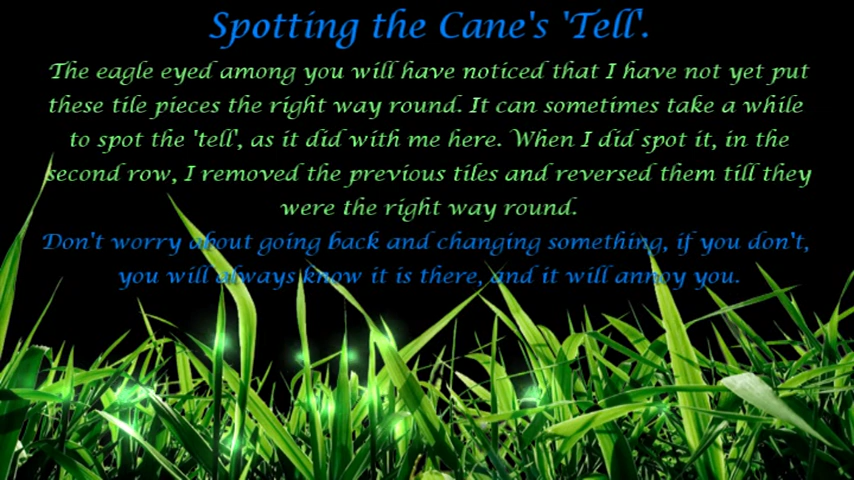 Spotting the Cane's 'Tell'.
The eagle eyed among you will have noticed that I have not yet put
these tile pieces the right way round. It can sometimes take a while
to spot the 'tell', as it did with me here. When I did spot it, in the
second row, I removed the previous tiles and reversed them till they
were the right way round.
Don't worry about going back and changing something, if you don't,
you will always know it is there, and it will annoy you.